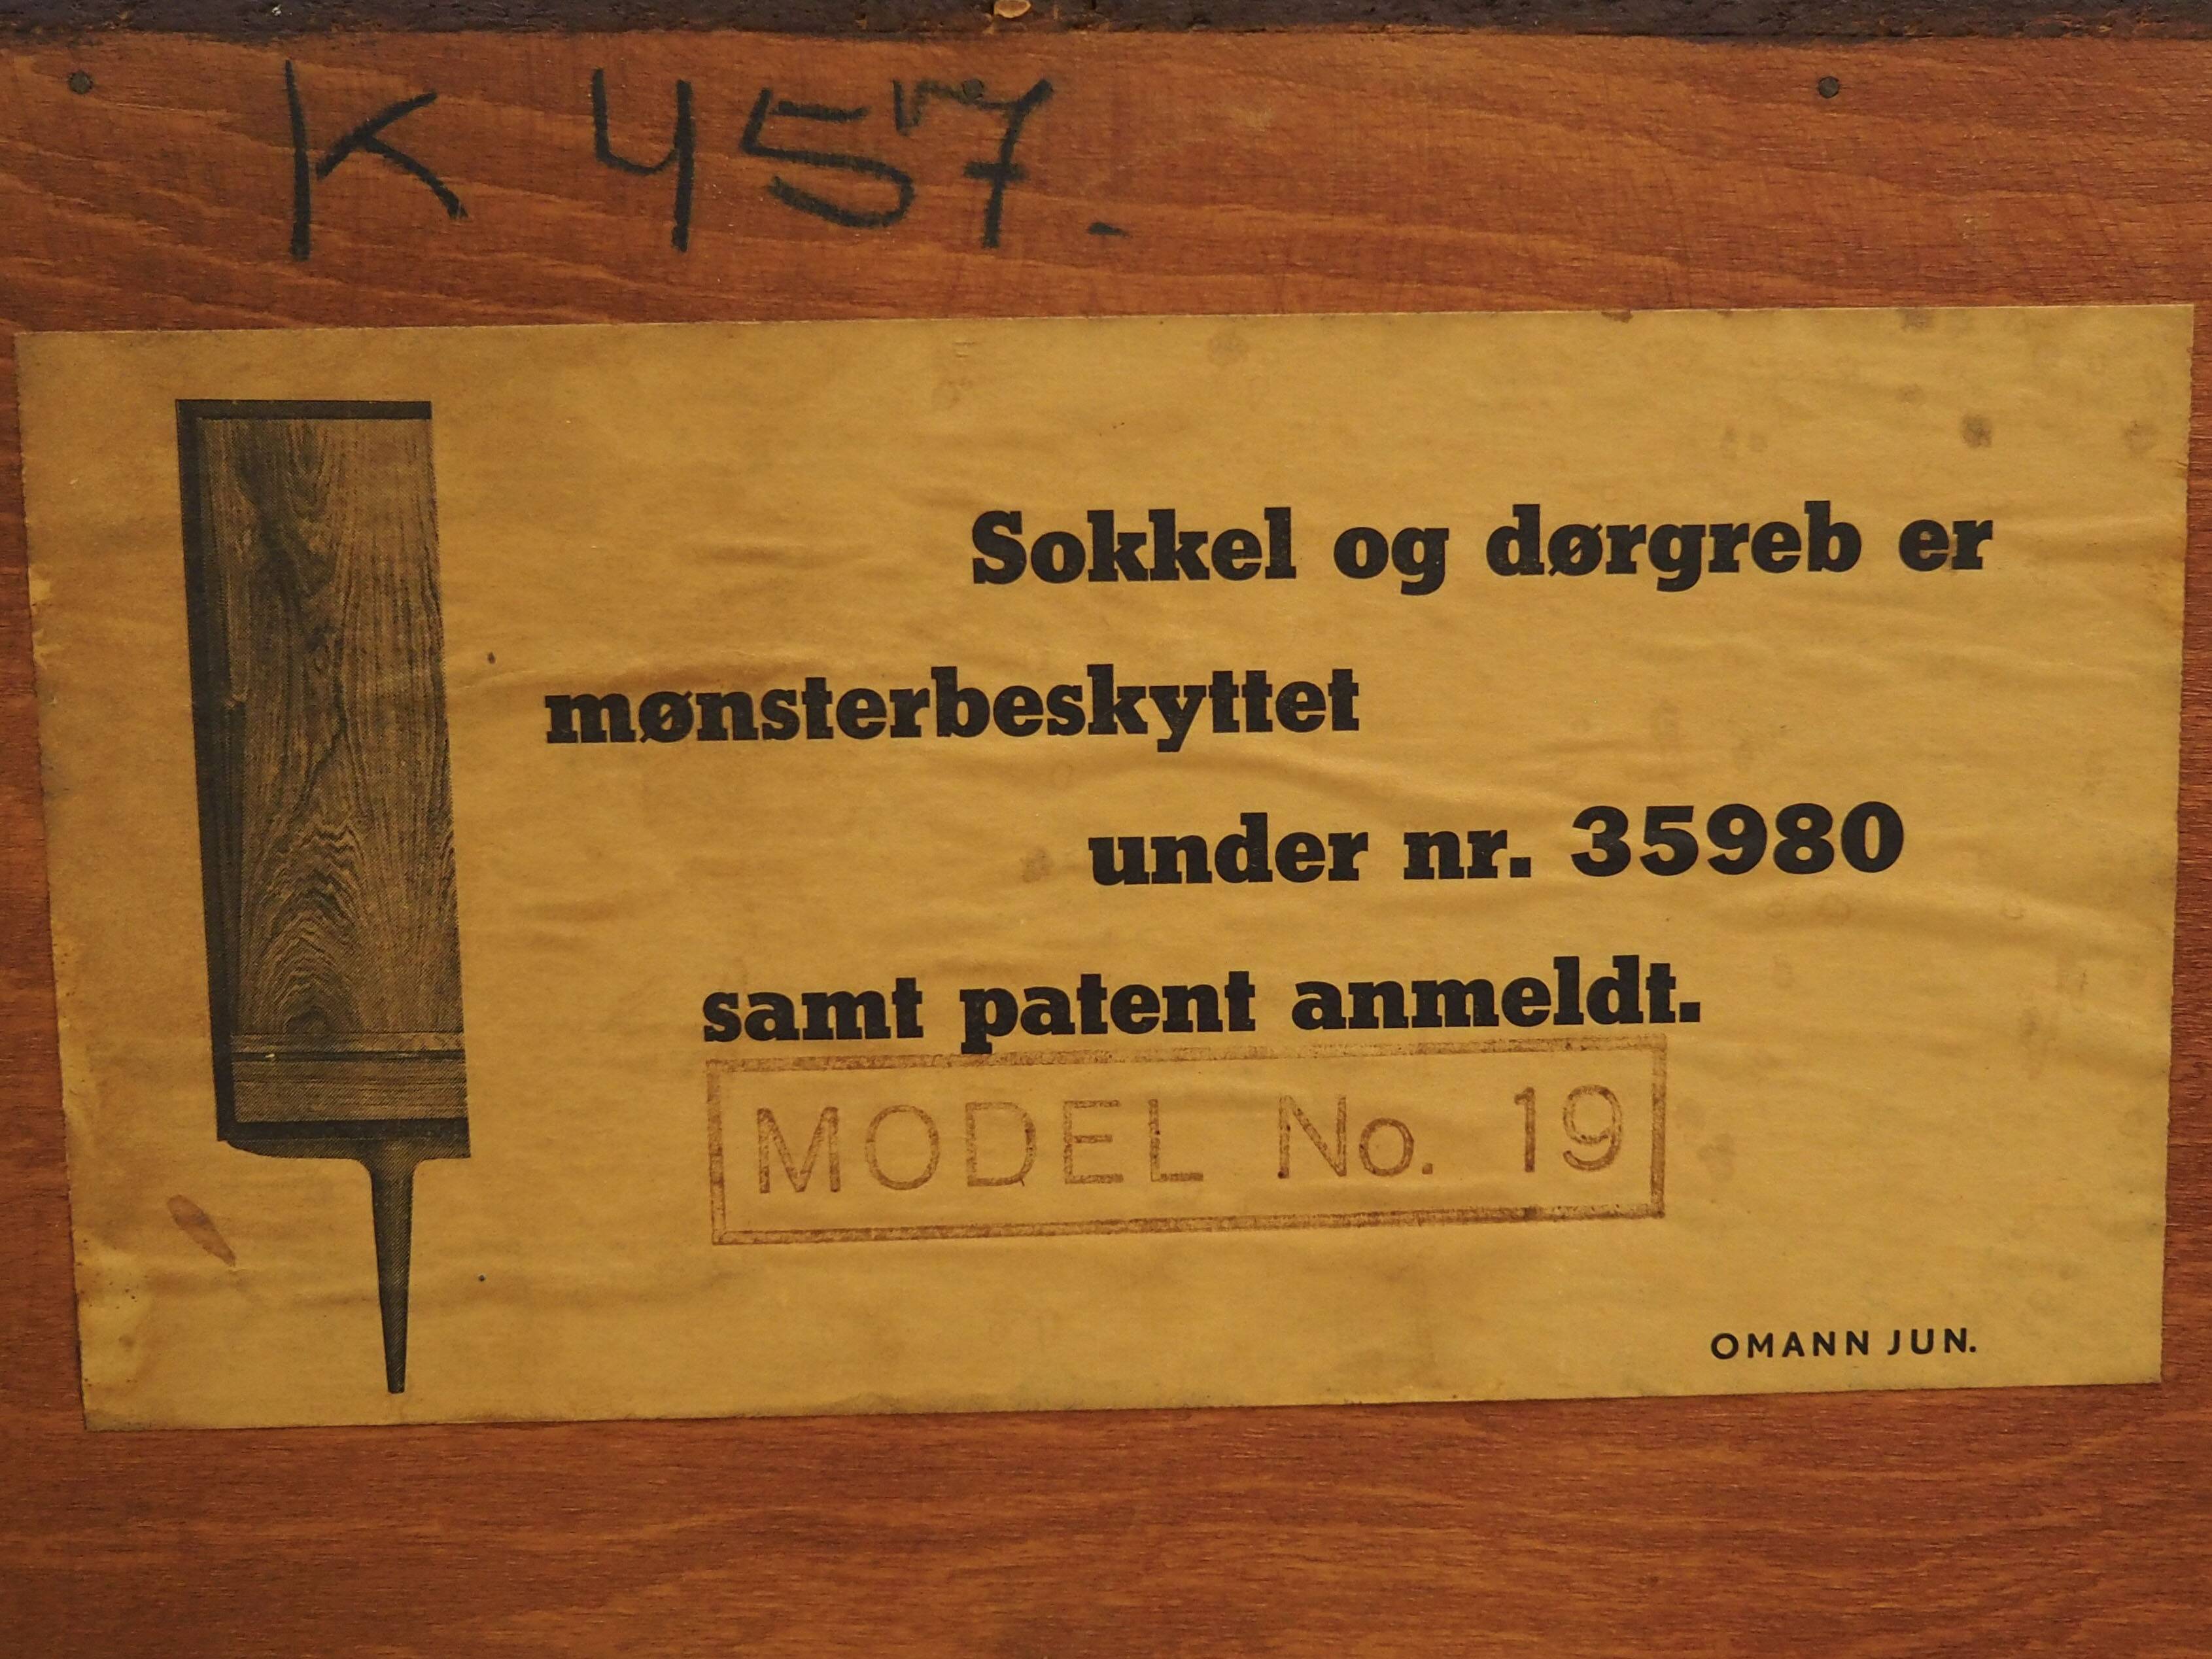 K 457.
Sokkel og dørgreb er
mønsterbeskyttet
under nr. 35980
samt patent anmeldt.
MODEL No. 19
OMANN JUN.